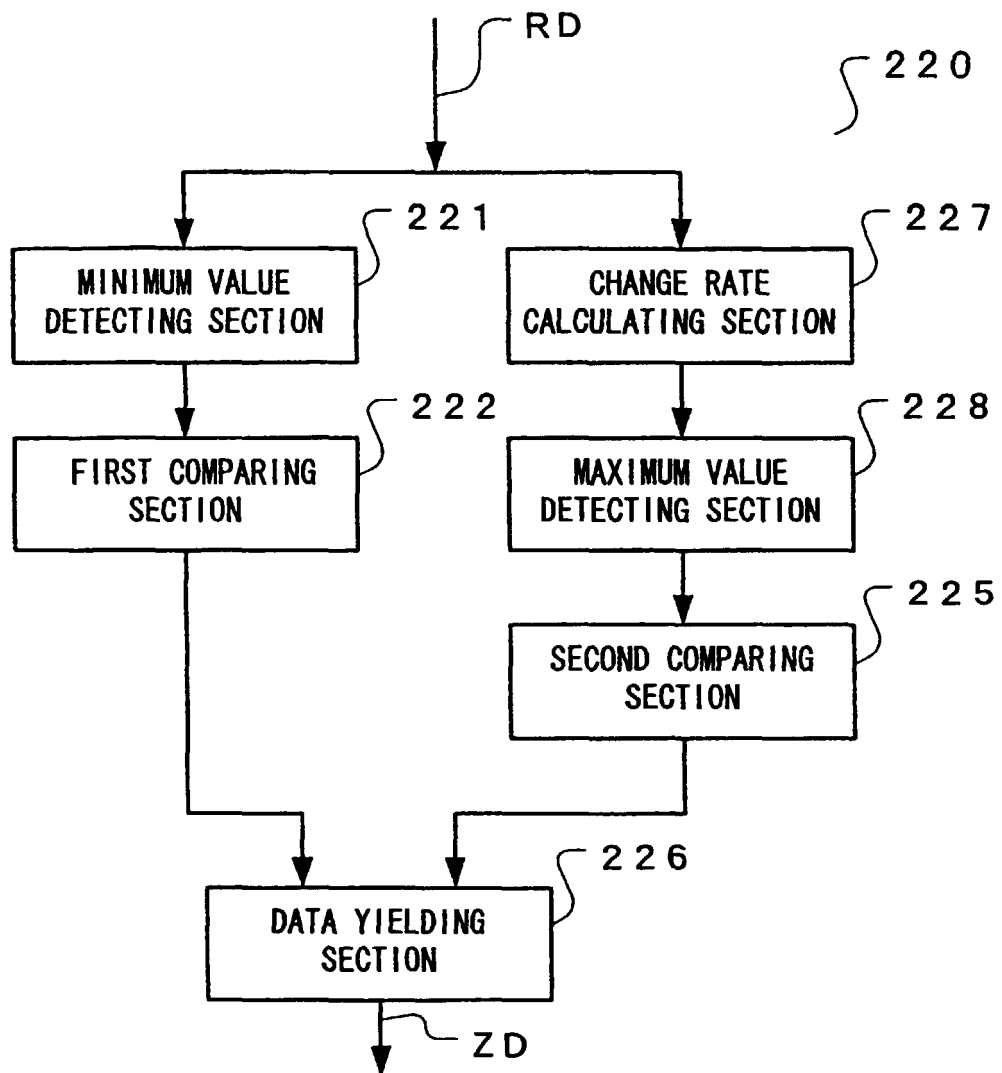 RD
220
221
227
MINIMUM VALUE
DETECTING SECTION
CHANGE RATE
CALCULATING SECTION
222
228
FIRST COMPARING
SECTION
MAXIMUM VALUE
DETECTING SECTION
225
SECOND COMPARING
SECTION
226
DATA YIELDING
SECTION
ZD